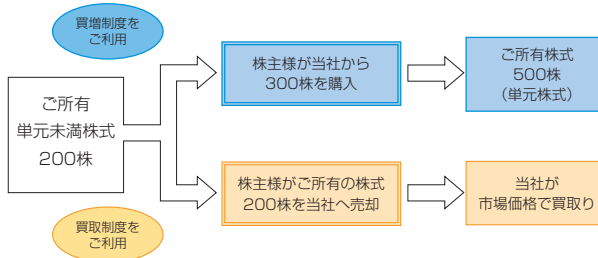 買増制度を
ご利用
ご所有
単元未満株式
200株
株主様が当社から
300株を購入
ご所有株式
500株
（単元株式）
買取制度を
ご利用
株主様がご所有の株式
200株を当社へ売却
当社が
市場価格で買取り